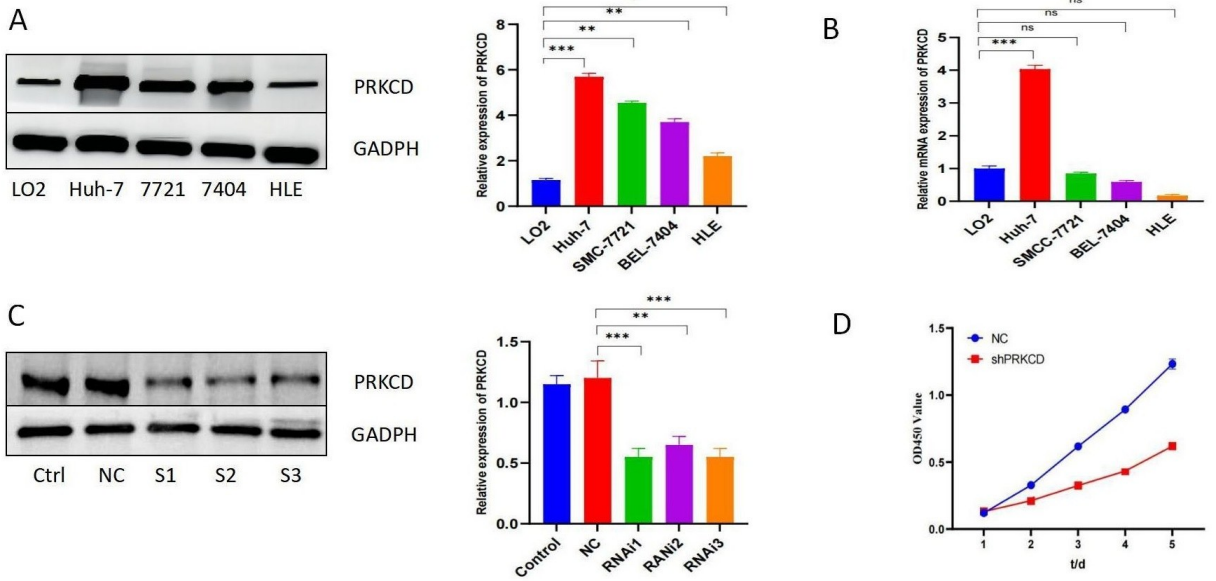 A
PRKCD
GADPH
LO2 Huh-7 7721 7404 HLE
Relative expression of PRKCD
8
6
4
2
0
**
**
***
LO2
Huh-7
SMC-7721
BEL-7404
HLE
B
Relative mRNA expression of PRKCD
5
4
3
2
1
0
ns
ns
***
LO2
Huh-7
SMCC-7721
BEL-7404
HLE
C
PRKCD
GADPH
Ctrl NC S1 S2 S3
Relative expression of PRKCD
1.5
1.0
0.5
0.0
***
**
***
Control
NC
RNAi1
RANi2
RNAi3
D
OD450 Value
1.5
1.0
0.5
0.0
NC
shPRKCD
1 2 3 4 5
t/d